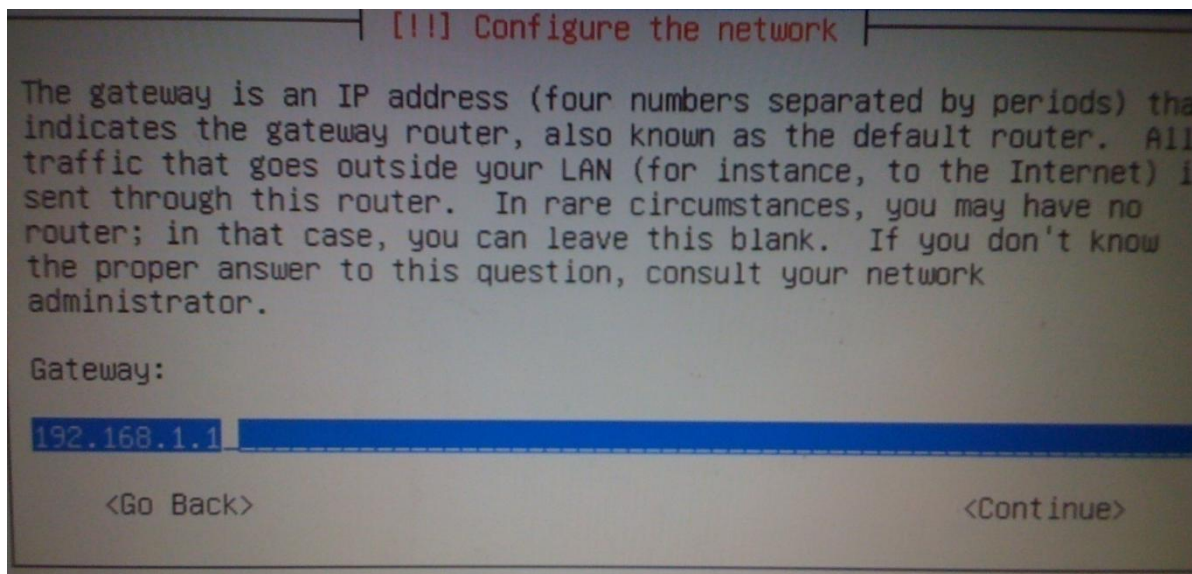 [!!] Configure the network
The gateway is an IP address (four numbers separated by periods) tha
indicates the gateway router, also known as the default router.  All
traffic that goes outside your LAN (for instance, to the Internet) i
sent through this router.  In rare circumstances, you may have no
router; in that case, you can leave this blank.  If you don't know
the proper answer to this question, consult your network
administrator.
Gateway:
192.168.1.1
<Go Back> <Continue>